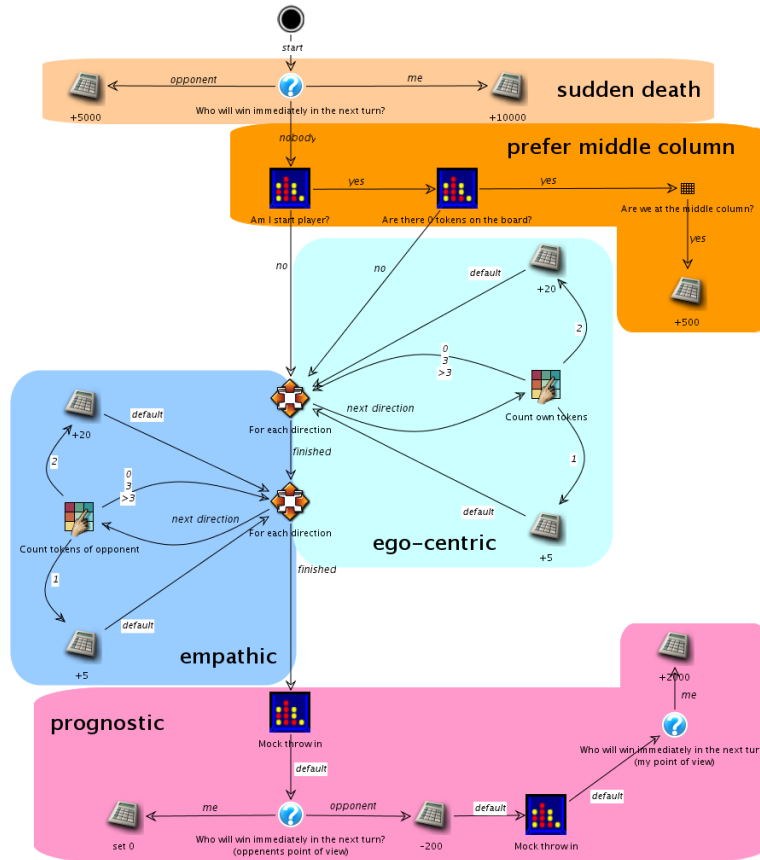 start
opponent
me
+5000
Who will win immediately in the next turn?
+10000
sudden death
nobody
prefer middle column
yes
yes
Am I start player?
Are there 0 tokens on the board?
Are we at the middle column?
no
no
yes
default
+20
+500
2
0
3
>3
next direction
Count own tokens
For each direction
default
+20
finished
1
2
0
3
>3
next direction
default
Count tokens of opponent
For each direction
ego-centric
+5
1
finished
default
empathic
+5
prognostic
+2000
me
Mock throw in
Who will win immediately in the next turn?
(my point of view)
default
me
opponent
default
default
set 0
Who will win immediately in the next turn?
(oppenents point of view)
-200
Mock throw in